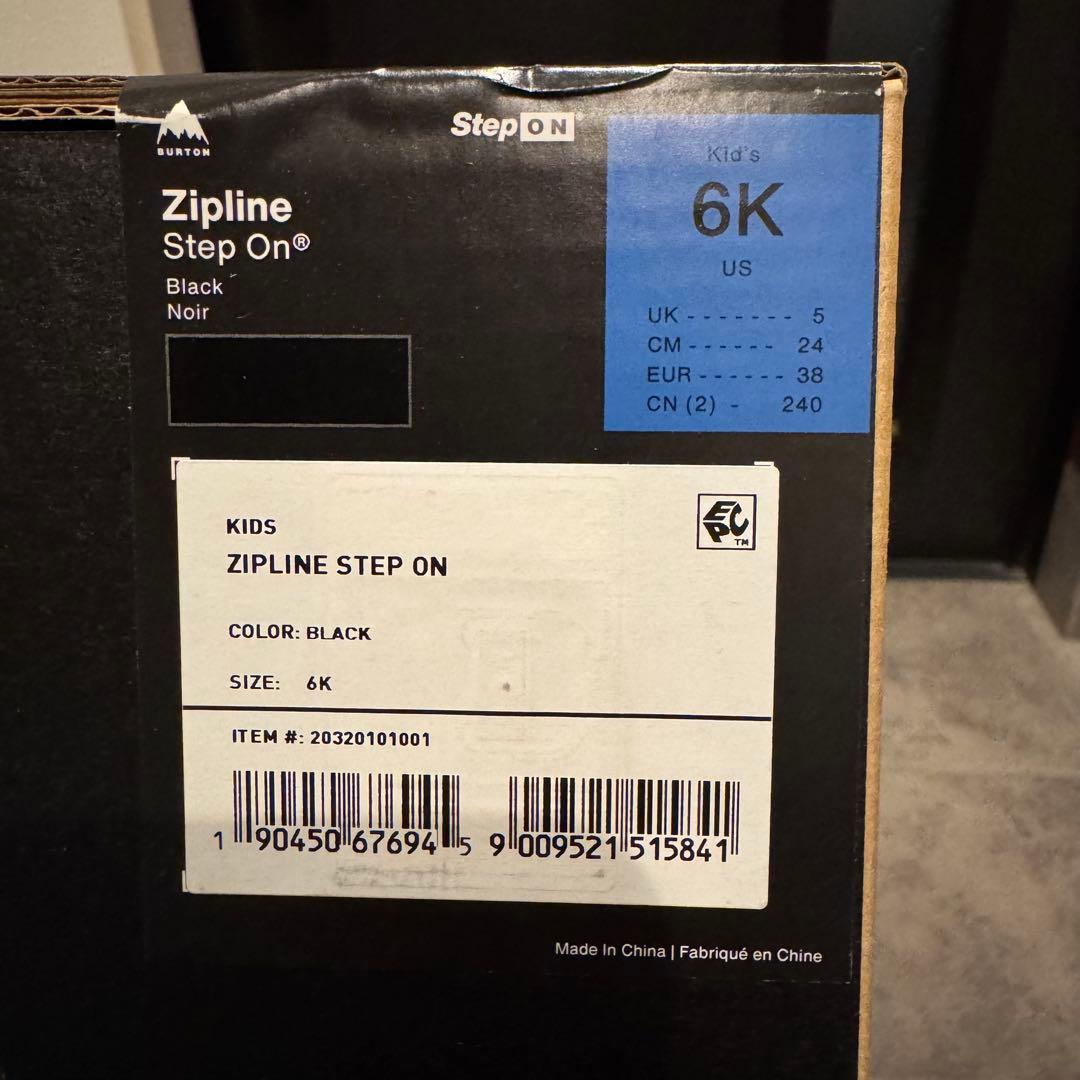 BURTON
Step ON
Zipline
Step On®
Black
Noir
Kid's
6K
US
UK - - - - - - - 5
CM - - - - - - 24
EUR - - - - - - 38
CN (2) - 240
EPC TM
KIDS
ZIPLINE STEP ON
COLOR: BLACK
SIZE: 6K
ITEM #: 20320101001
1 90450 67694 5
9 009521 515841
Made In China | Fabriqué en Chine